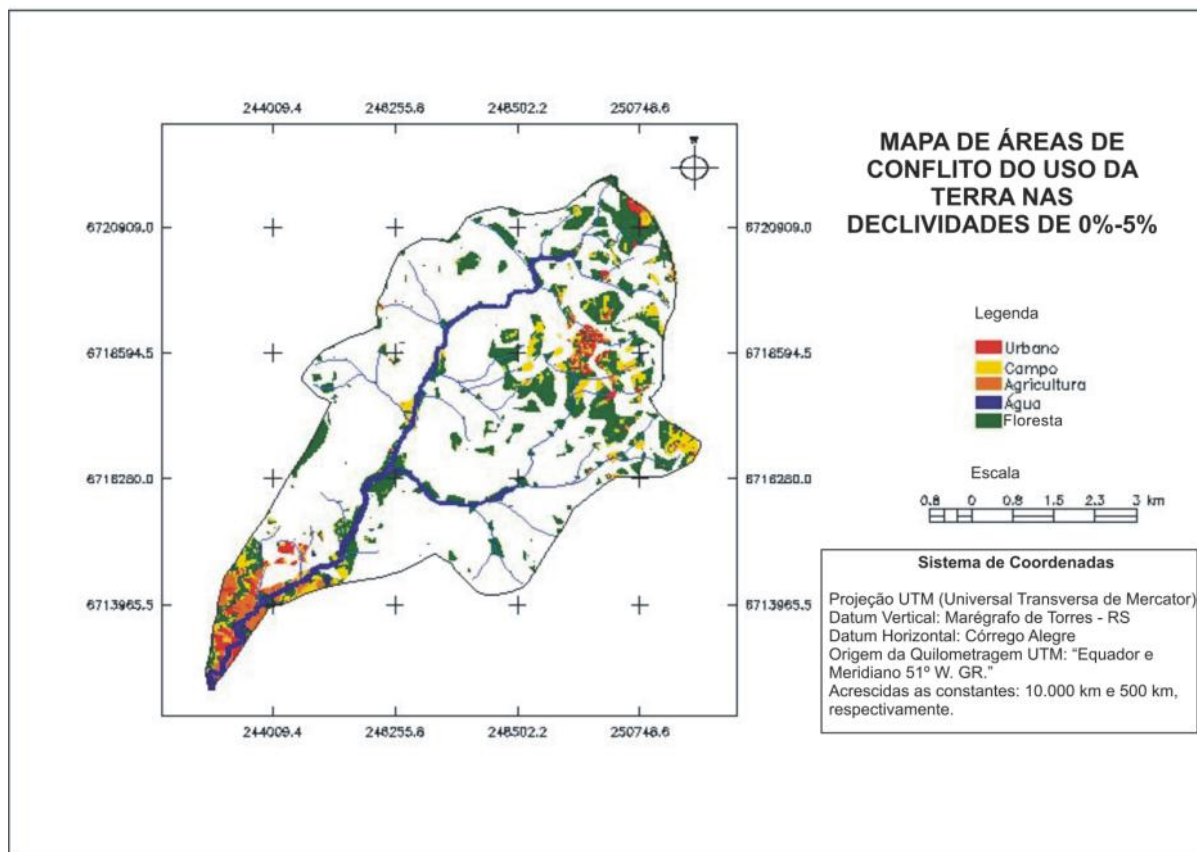 244009.4 246255.8 248502.2 250748.6
MAPA DE ÁREAS DE
CONFLITO DO USO DA
TERRA NAS
DECLIVIDADES DE 0%-5%
6720909.0 6720909.0
6718594.5 6718594.5
6716280.0 6716280.0
6713965.5 6713965.5
244009.4 246255.8 248502.2 250748.6
Legenda
Urbano
Campo
Agricultura
Água
Floresta
Escala
0.8 0 0.8 1.5 2.3 3 km
Sistema de Coordenadas
Projeção UTM (Universal Transversa de Mercator)
Datum Vertical: Marégrafo de Torres - RS
Datum Horizontal: Córrego Alegre
Origem da Quilometragem UTM: “Equador e
Meridiano 51º W. GR.”
Acrescidas as constantes: 10.000 km e 500 km,
respectivamente.